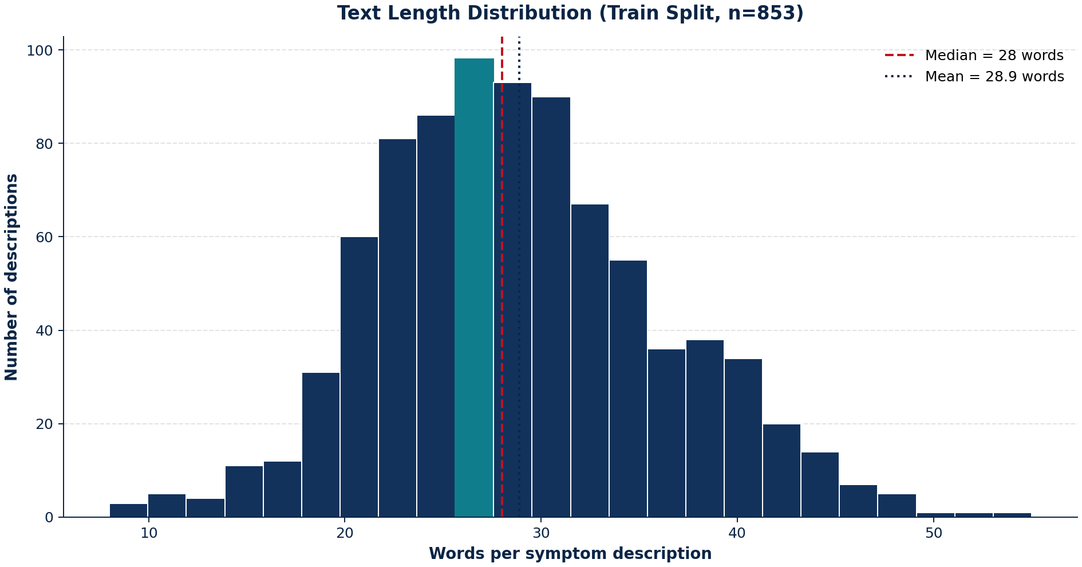 Text Length Distribution (Train Split, n=853)
Median = 28 words
Mean = 28.9 words
Number of descriptions
100
80
60
40
20
0
10 20 30 40 50
Words per symptom description